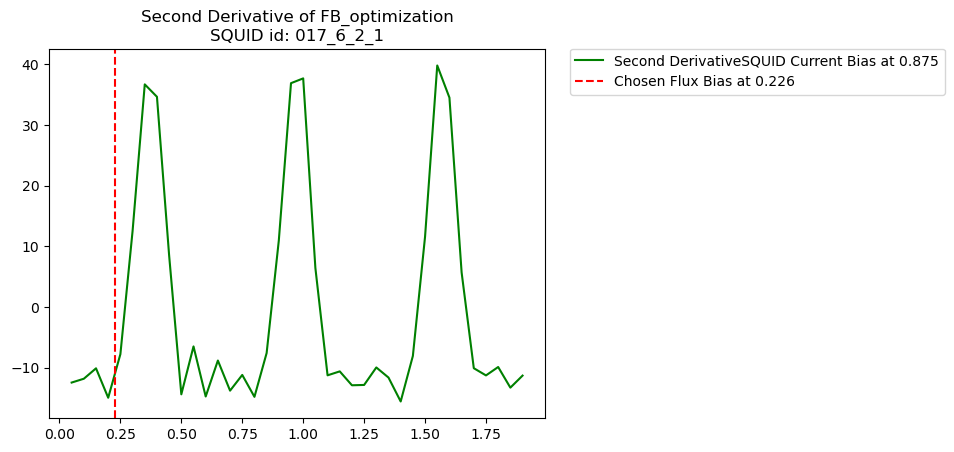 Second Derivative of FB_optimization
SQUID id: 017_6_2_1
Second DerivativeSQUID Current Bias at 0.875
Chosen Flux Bias at 0.226
40
30
20
10
0
−10
0.00 0.25 0.50 0.75 1.00 1.25 1.50 1.75